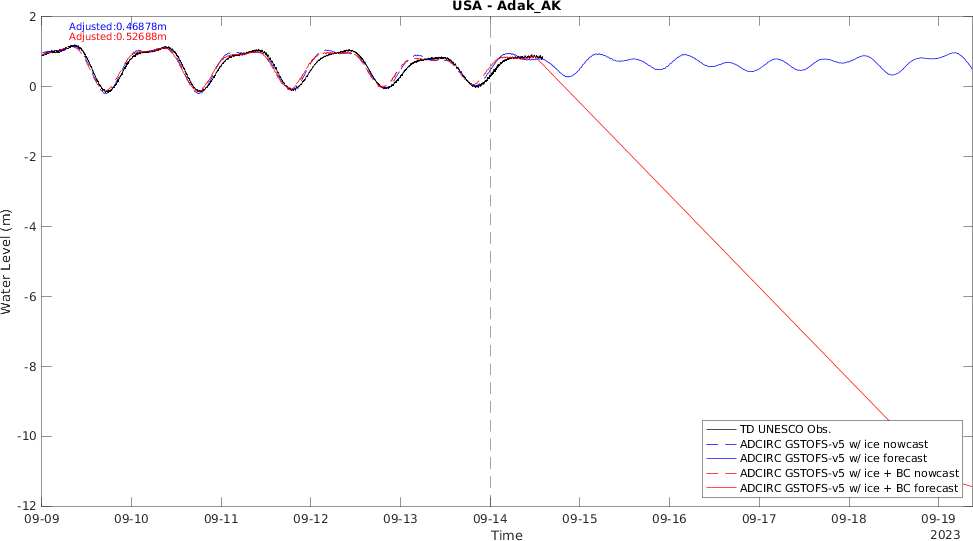 USA - Adak_AK
Adjusted:0.46878m
Adjusted:0.52688m
2
0
-2
-4
-6
-8
-10
-12
Water Level (m)
TD UNESCO Obs.
ADCIRC GSTOFS-v5 w/ ice nowcast
ADCIRC GSTOFS-v5 w/ ice forecast
ADCIRC GSTOFS-v5 w/ ice + BC nowcast
ADCIRC GSTOFS-v5 w/ ice + BC forecast
09-09 09-10 09-11 09-12 09-13 09-14 09-15 09-16 09-17 09-18 09-19
Time
2023